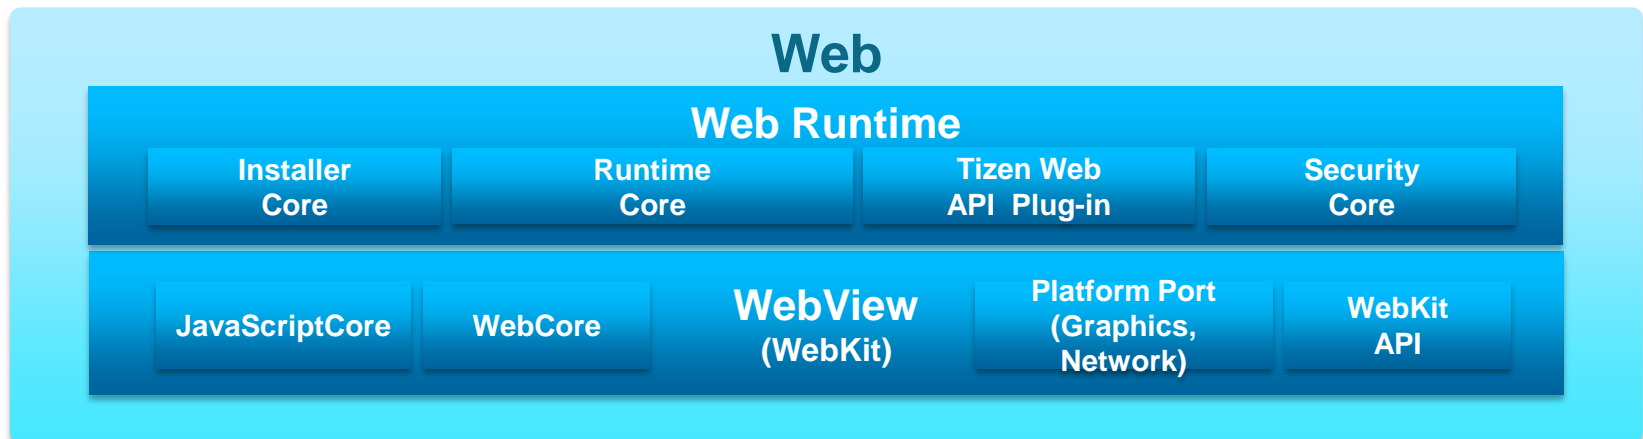 Web
Web Runtime
Installer
Core
Runtime
Core
Tizen Web
API Plug-in
Security
Core
JavaScriptCore
WebCore
WebView
(WebKit)
Platform Port
(Graphics,
Network)
WebKit
API